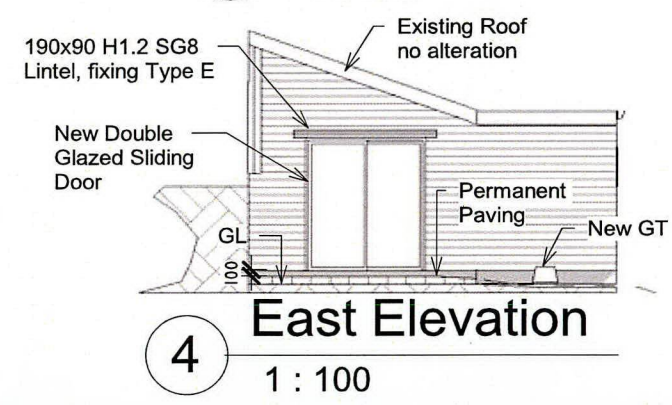 Existing Roof
no alteration
190x90 H1.2 SG8
Lintel, fixing Type E
New Double
Glazed Sliding
Door
Permanent
Paving
New GT
GL
100
East Elevation
4
1 : 100